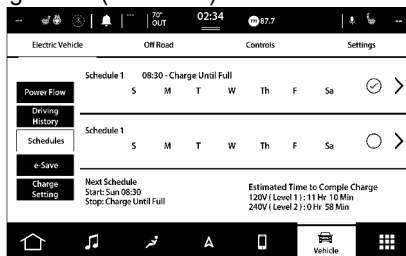 70°
OUT
02:34
FM 87.7
Electric Vehicle
Off Road
Controls
Settings
Power Flow
Driving
History
Schedules
e-Save
Charge
Setting
Schedule 1 08:30 - Charge Until Full
S M T W Th F Sa
Schedule 1
S M T W Th F Sa
Next Schedule
Start: Sun 08:30
Stop: Charge Until Full
Estimated Time to Comple Charge
120V ( Level 1 ) : 11 Hr 10 Min
240V ( Level 2 ) : 0 Hr 58 Min
Vehicle